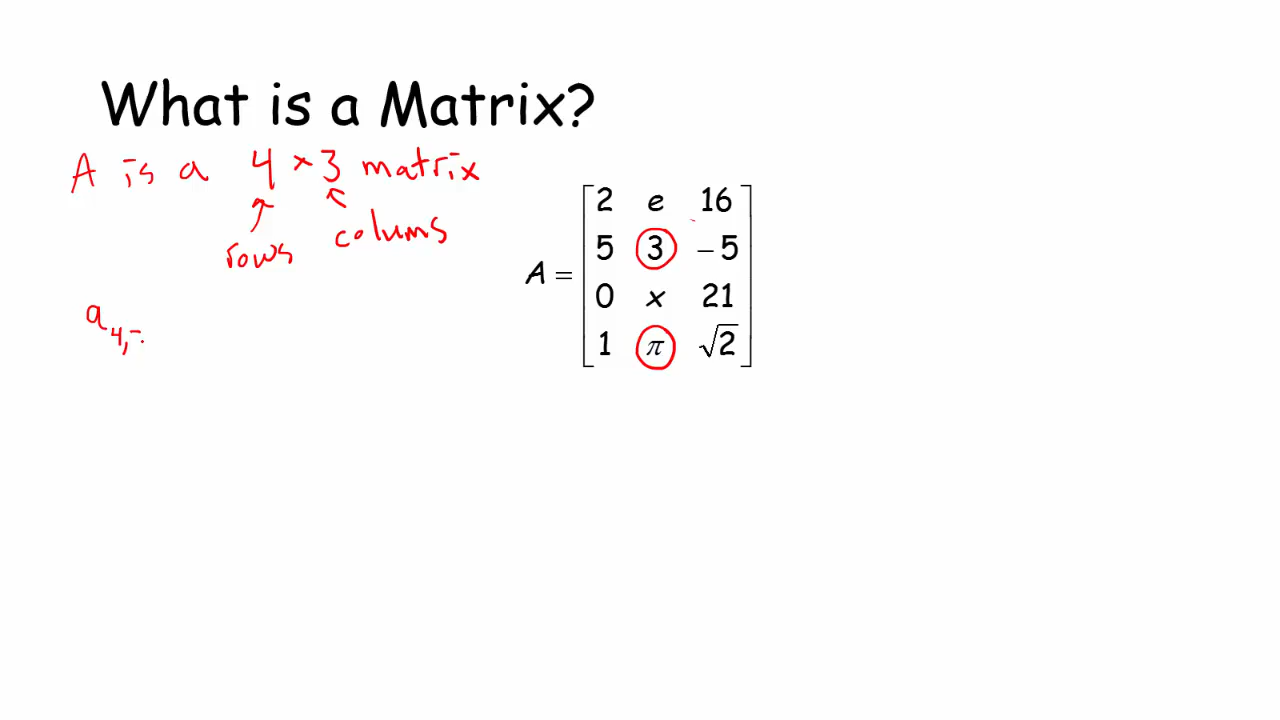 What is a Matrix?
A is a 4 × 3 matrix
rows colums
A = [2 e 16
5 3 -5
0 x 21
1 π √2]
a4,